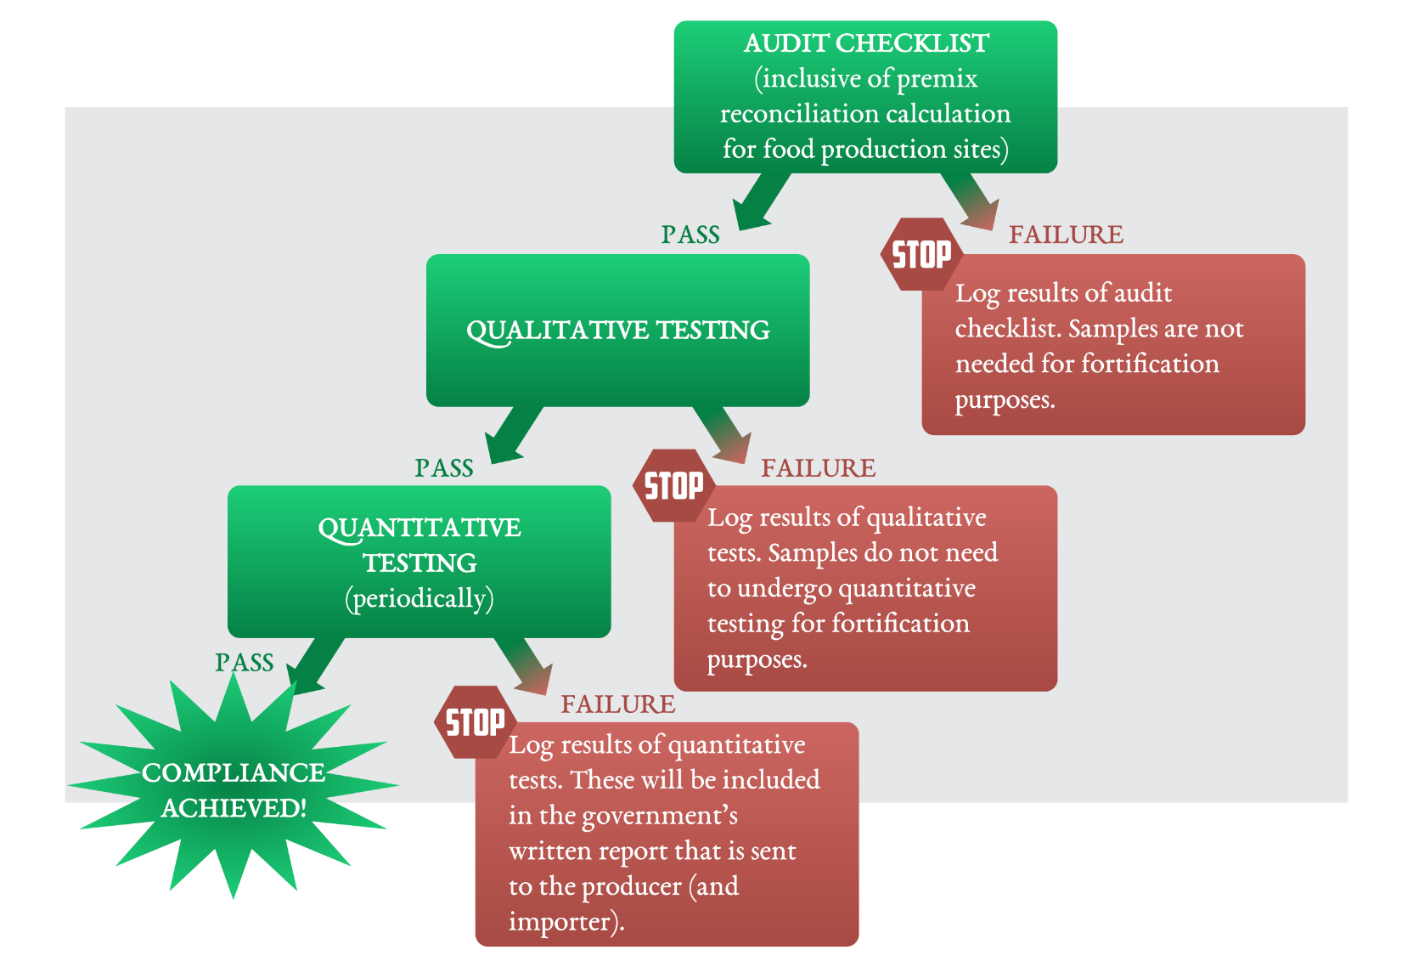 AUDIT CHECKLIST
(inclusive of premix
reconciliation calculation
for food production sites)
PASS
FAILURE
STOP
Log results of audit
checklist. Samples are not
needed for fortification
purposes.
QUALITATIVE TESTING
PASS
FAILURE
STOP
Log results of qualitative
tests. Samples do not need
to undergo quantitative
testing for fortification
purposes.
QUANTITATIVE
TESTING
(periodically)
PASS
FAILURE
STOP
Log results of quantitative
tests. These will be included
in the government’s
written report that is sent
to the producer (and
importer).
COMPLIANCE
ACHIEVED!